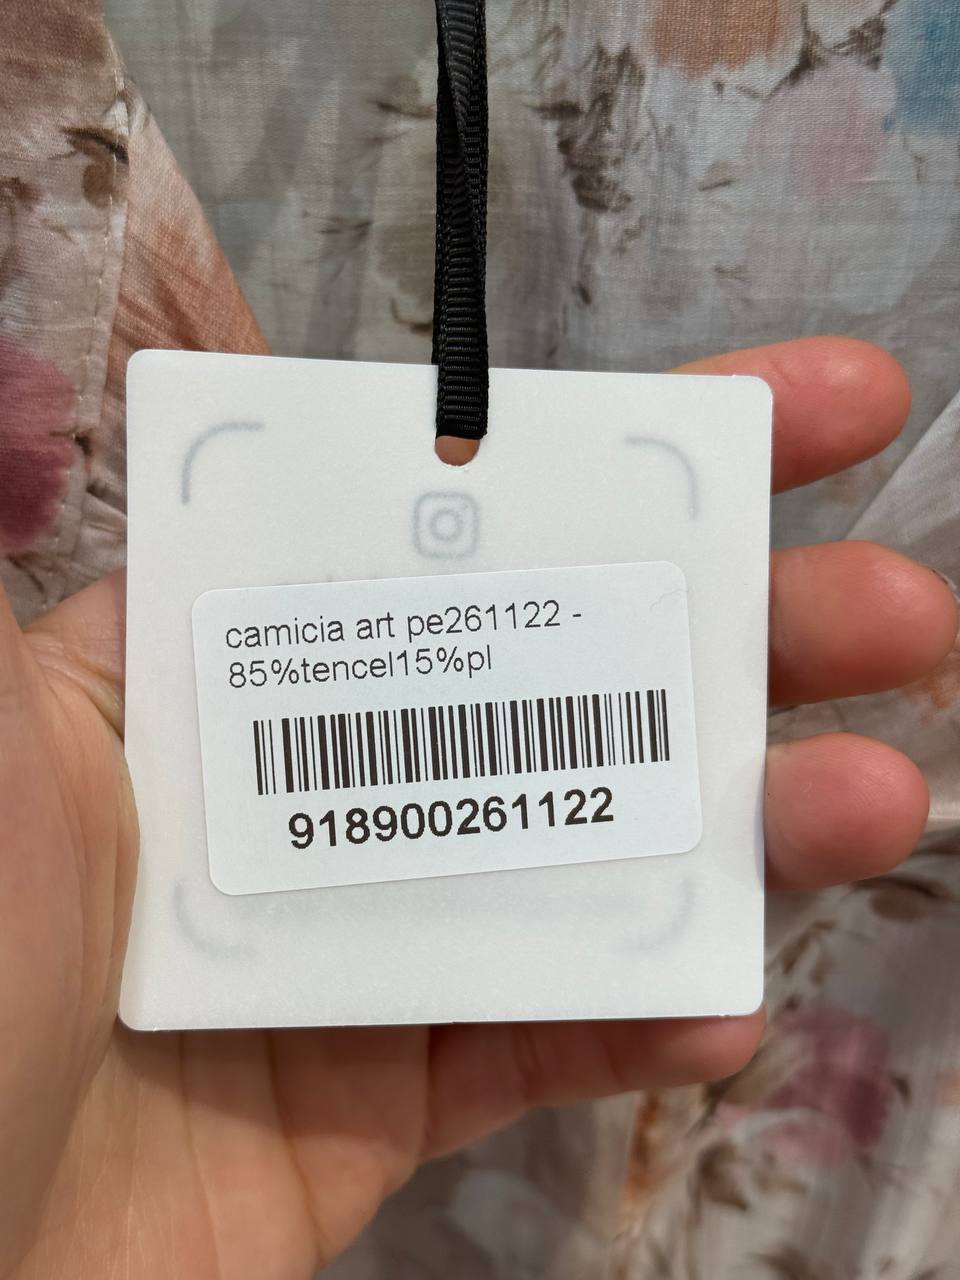 camicia art pe261122 -
85%tencel15%pl
918900261122